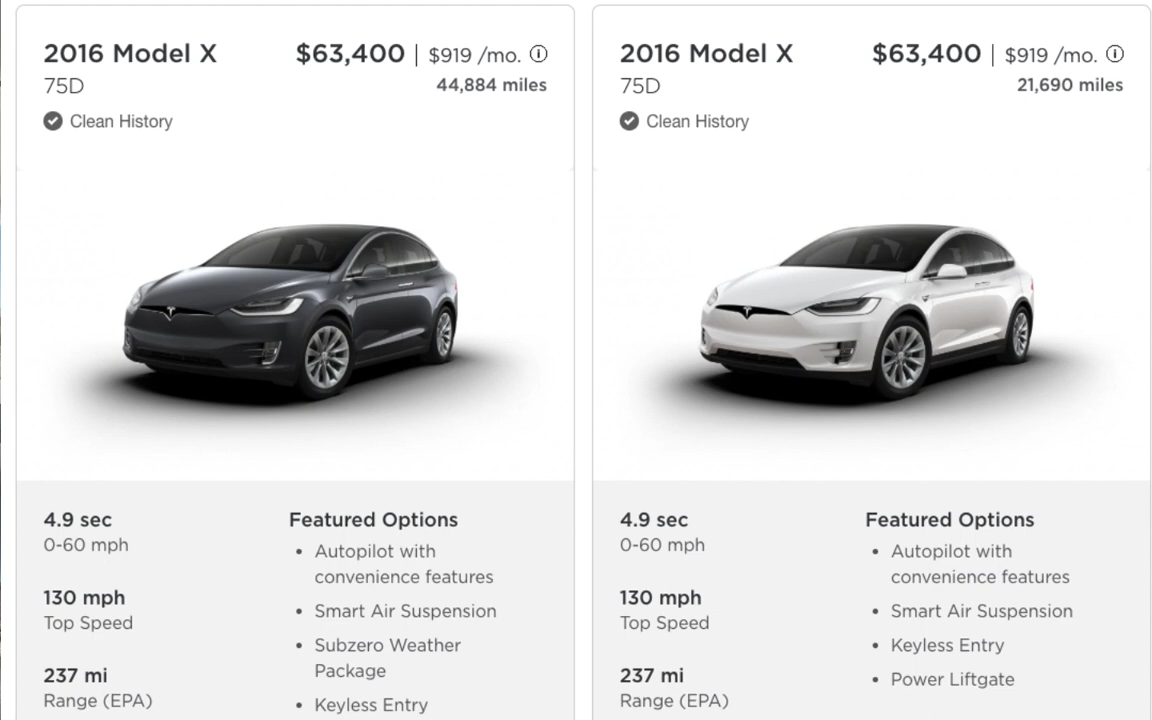 2016 Model X
$63,400 | $919 /mo.
75D
44,884 miles
Clean History
4.9 sec
0-60 mph
130 mph
Top Speed
237 mi
Range (EPA)
Featured Options
• Autopilot with
convenience features
• Smart Air Suspension
• Subzero Weather
Package
• Keyless Entry
2016 Model X
$63,400 | $919 /mo.
75D
21,690 miles
Clean History
4.9 sec
0-60 mph
130 mph
Top Speed
237 mi
Range (EPA)
Featured Options
• Autopilot with
convenience features
• Smart Air Suspension
• Keyless Entry
• Power Liftgate